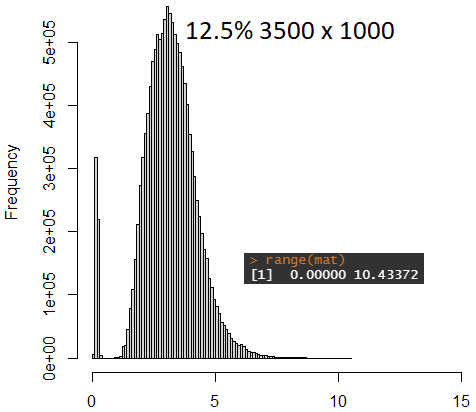 12.5% 3500 x 1000
5e+05
4e+05
3e+05
2e+05
1e+05
0e+00
Frequency
> range(mat)
[1]  0.00000 10.43372
0
5
10
15